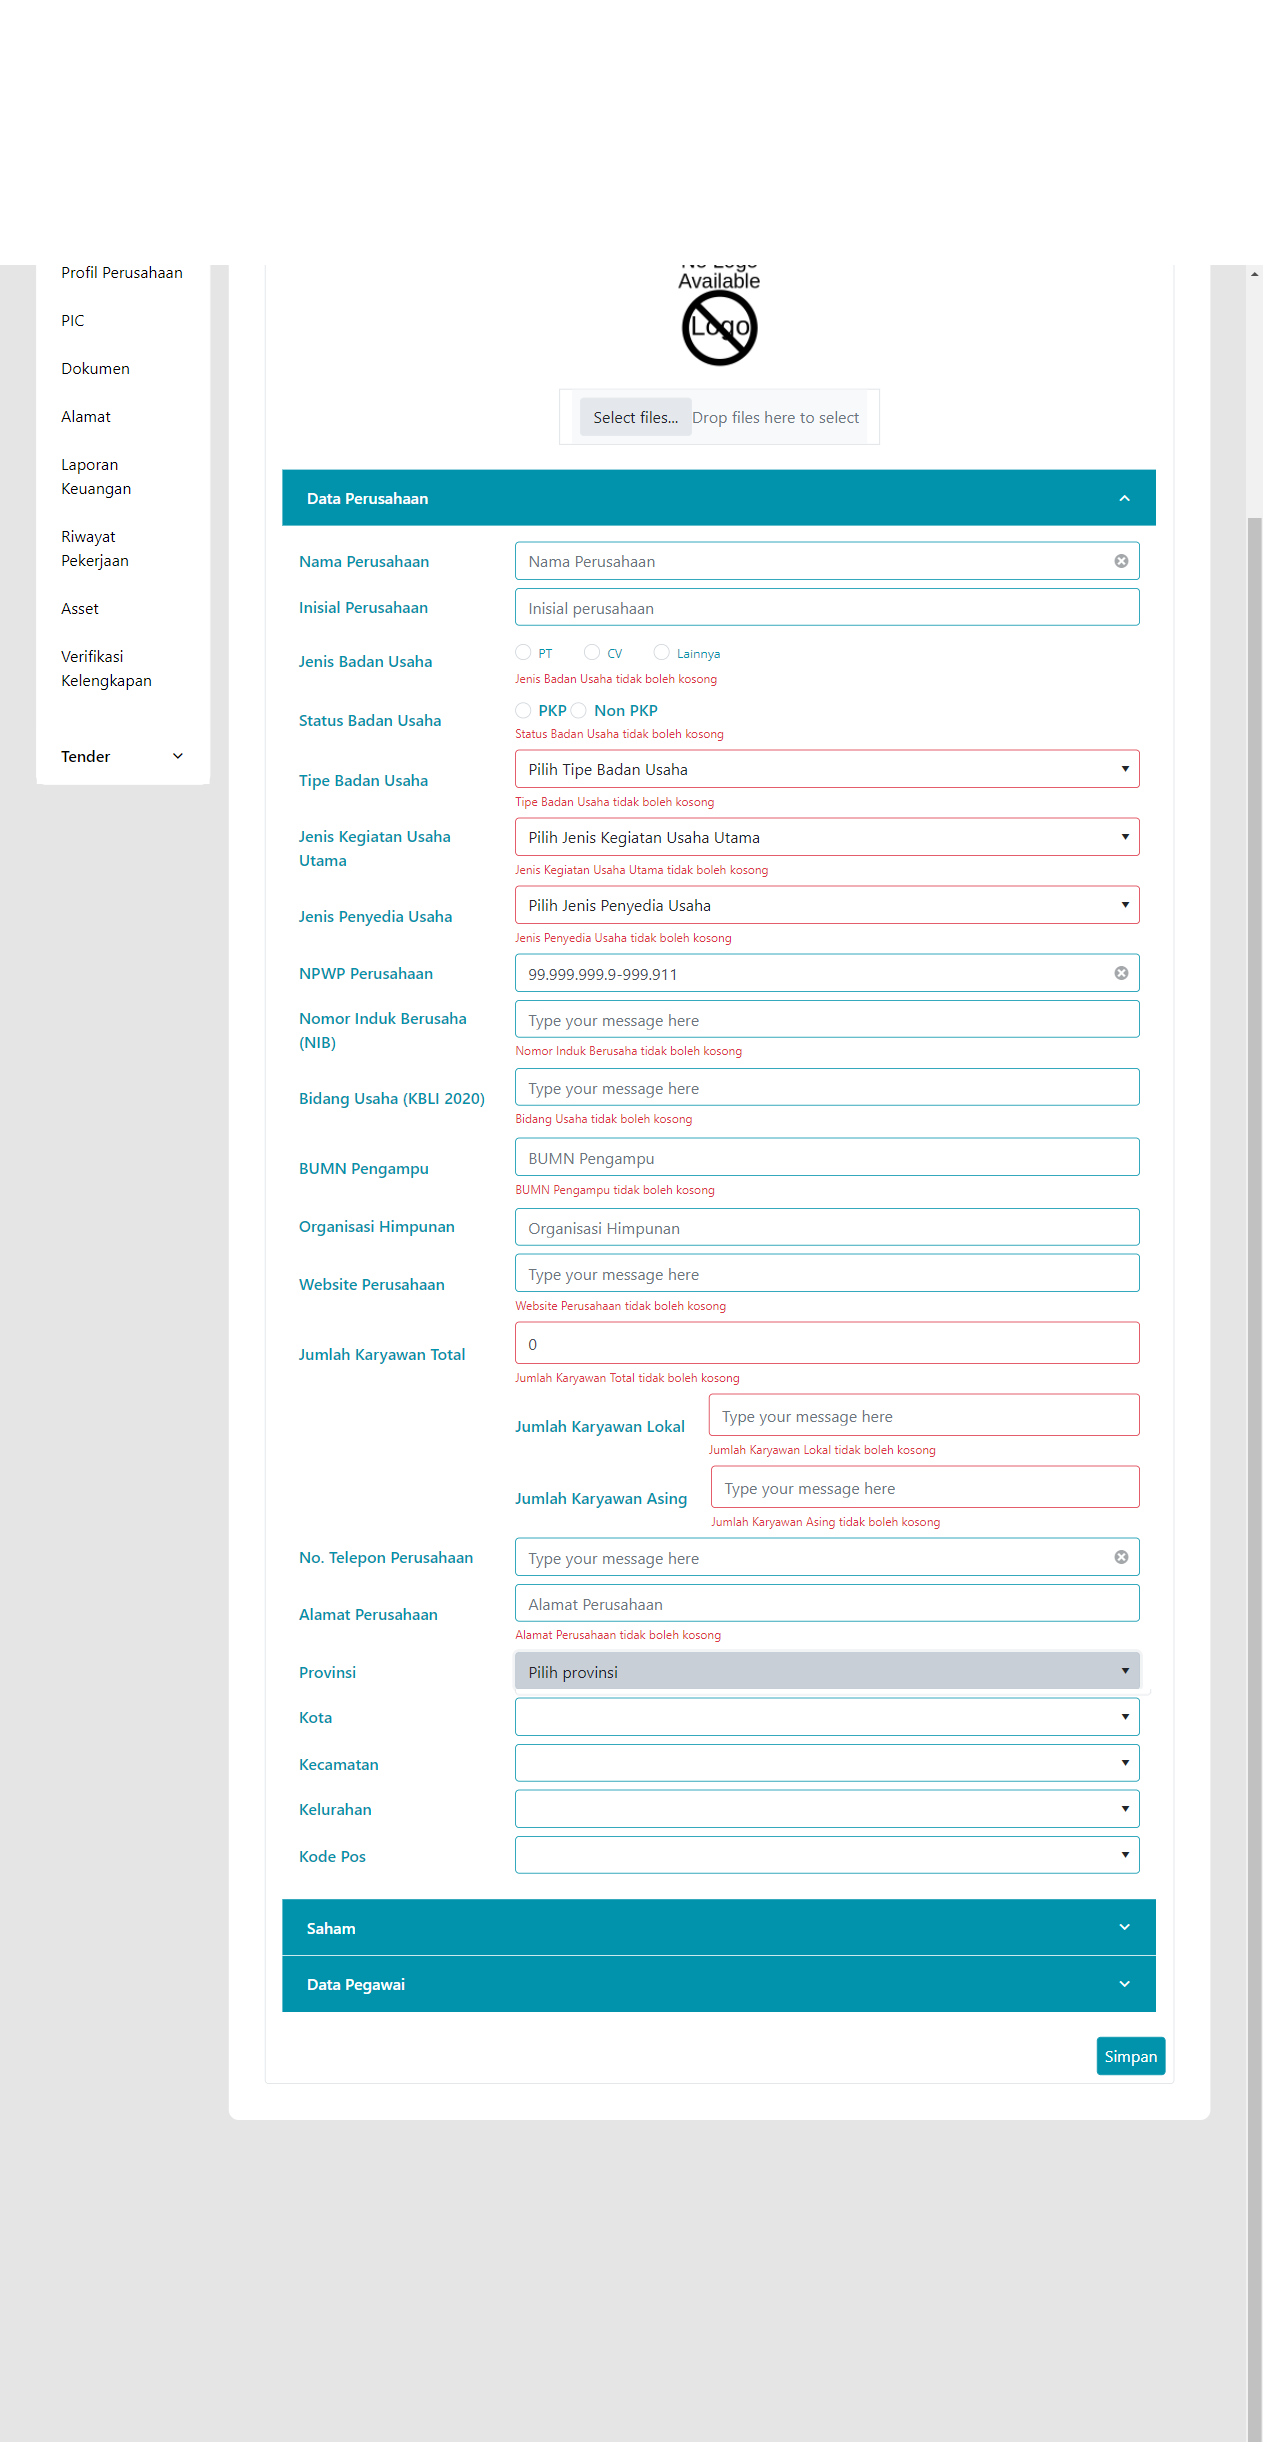 Profil Perusahaan
PIC
Dokumen
Alamat
Laporan
Keuangan
Riwayat
Pekerjaan
Asset
Verifikasi
Kelengkapan
Tender
No Logo
Available
Logo
Select files... Drop files here to select
Data Perusahaan
Nama Perusahaan Nama Perusahaan
Inisial Perusahaan Inisial perusahaan
Jenis Badan Usaha PT CV Lainnya
Jenis Badan Usaha tidak boleh kosong
Status Badan Usaha PKP Non PKP
Status Badan Usaha tidak boleh kosong
Tipe Badan Usaha Pilih Tipe Badan Usaha
Tipe Badan Usaha tidak boleh kosong
Jenis Kegiatan Usaha
Utama
Pilih Jenis Kegiatan Usaha Utama
Jenis Kegiatan Usaha Utama tidak boleh kosong
Jenis Penyedia Usaha Pilih Jenis Penyedia Usaha
Jenis Penyedia Usaha tidak boleh kosong
NPWP Perusahaan 99.999.999.9-999.911
Nomor Induk Berusaha
(NIB)
Type your message here
Nomor Induk Berusaha tidak boleh kosong
Bidang Usaha (KBLI 2020) Type your message here
Bidang Usaha tidak boleh kosong
BUMN Pengampu BUMN Pengampu
BUMN Pengampu tidak boleh kosong
Organisasi Himpunan Organisasi Himpunan
Website Perusahaan Type your message here
Website Perusahaan tidak boleh kosong
Jumlah Karyawan Total 0
Jumlah Karyawan Total tidak boleh kosong
Jumlah Karyawan Lokal Type your message here
Jumlah Karyawan Lokal tidak boleh kosong
Jumlah Karyawan Asing Type your message here
Jumlah Karyawan Asing tidak boleh kosong
No. Telepon Perusahaan Type your message here
Alamat Perusahaan Alamat Perusahaan
Alamat Perusahaan tidak boleh kosong
Provinsi Pilih provinsi
Kota
Kecamatan
Kelurahan
Kode Pos
Saham
Data Pegawai
Simpan